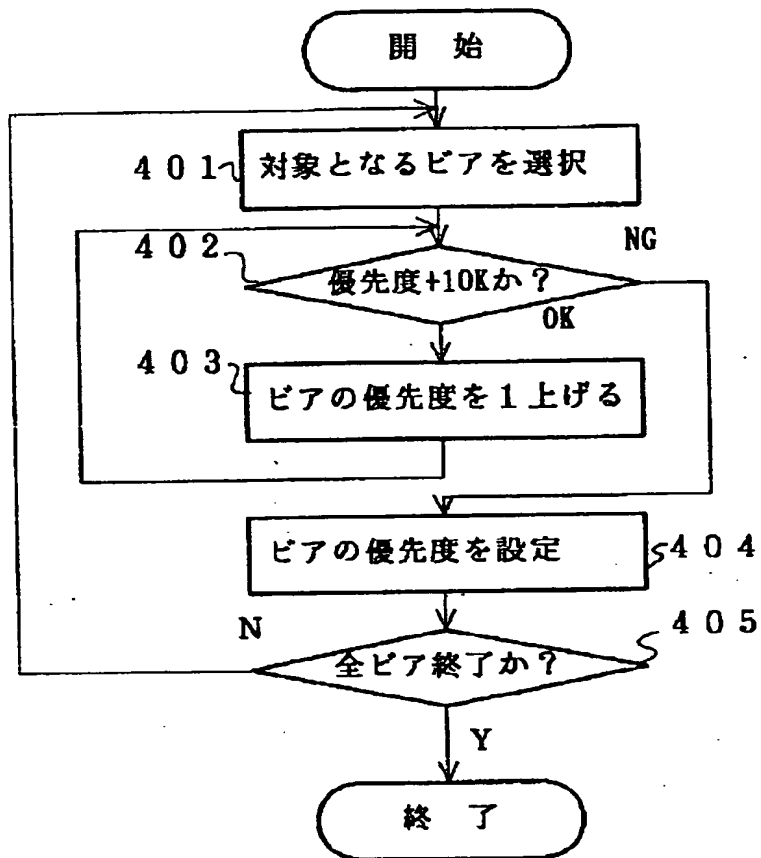 開 始
401
対象となるビアを選択
NG
402
優先度+1OKか?
OK
403
ビアの優先度を1上げる
ビアの優先度を設定
404
N
405
全ビア終了か?
Y
終 了